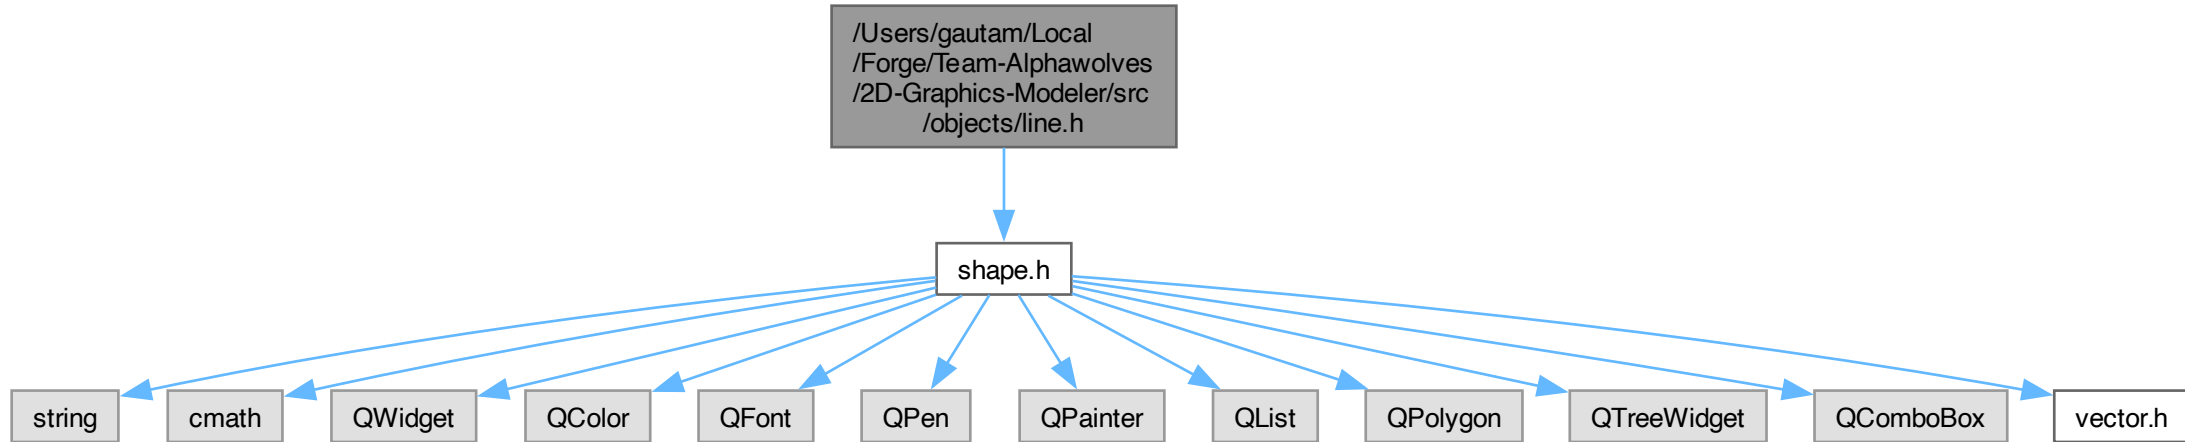 /Users/gautam/Local
/Forge/Team-Alphawolves
/2D-Graphics-Modeler/src
/objects/line.h
shape.h
string
cmath
QWidget
QColor
QFont
QPen
QPainter
QList
QPolygon
QTreeWidget
QComboBox
vector.h